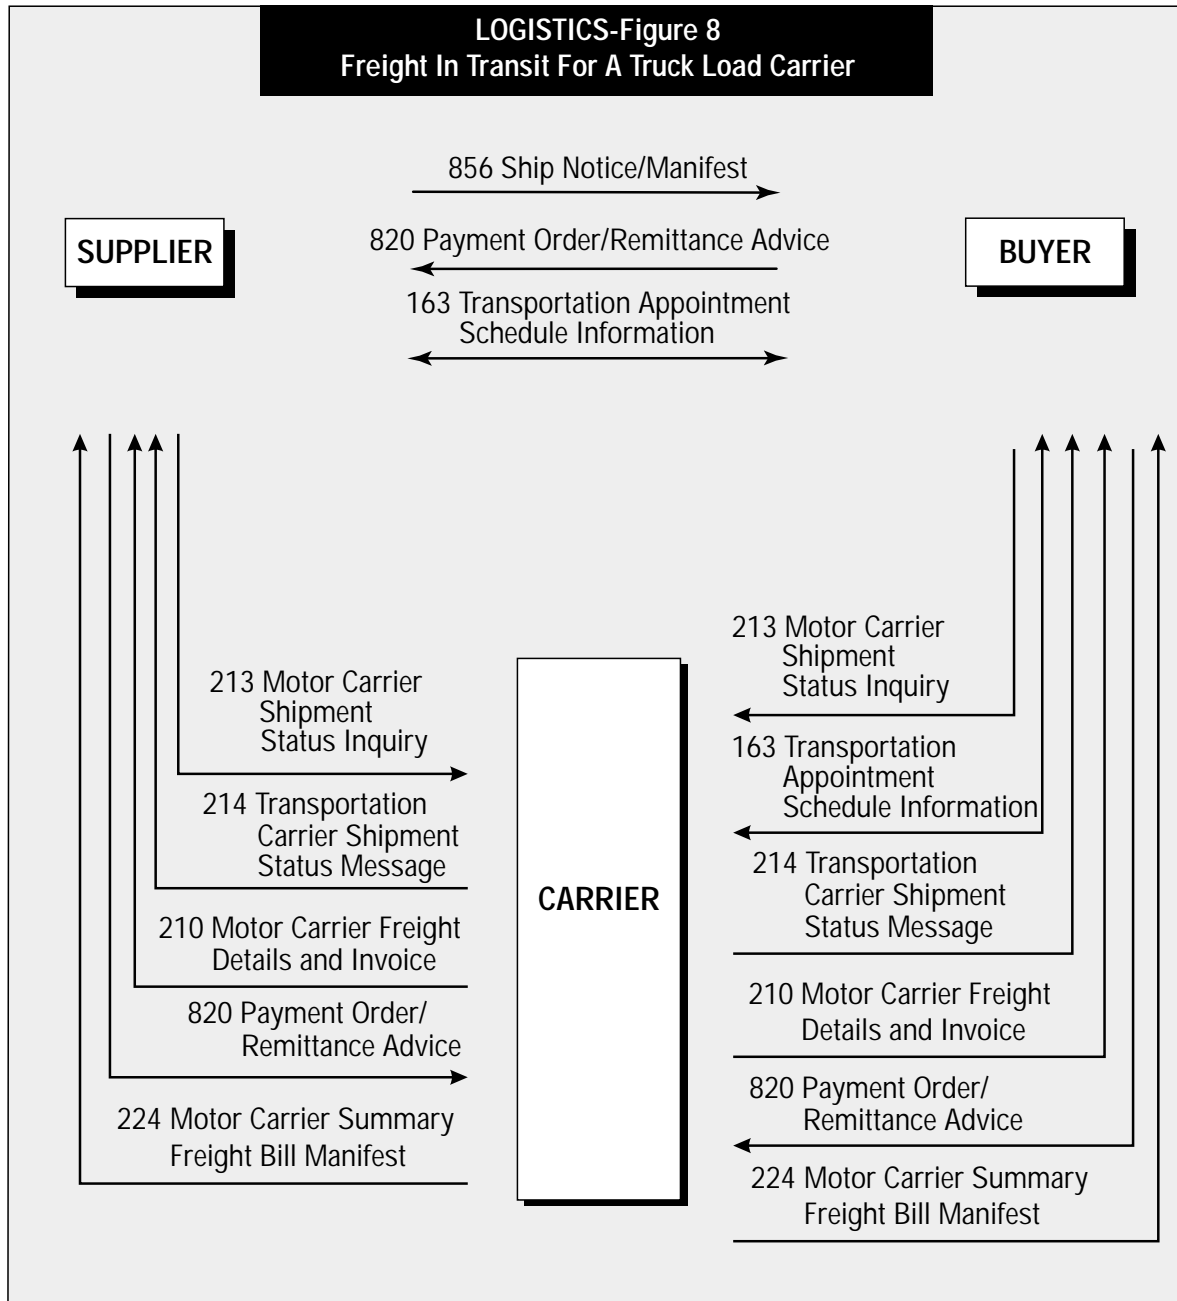 LOGISTICS-Figure 8
Freight In Transit For A Truck Load Carrier
856 Ship Notice/Manifest
SUPPLIER
820 Payment Order/Remittance Advice
BUYER
163 Transportation Appointment
Schedule Information
213 Motor Carrier
Shipment
Status Inquiry
214 Transportation
Carrier Shipment
Status Message
210 Motor Carrier Freight
Details and Invoice
820 Payment Order/
Remittance Advice
224 Motor Carrier Summary
Freight Bill Manifest
CARRIER
213 Motor Carrier
Shipment
Status Inquiry
163 Transportation
Appointment
Schedule Information
214 Transportation
Carrier Shipment
Status Message
210 Motor Carrier Freight
Details and Invoice
820 Payment Order/
Remittance Advice
224 Motor Carrier Summary
Freight Bill Manifest